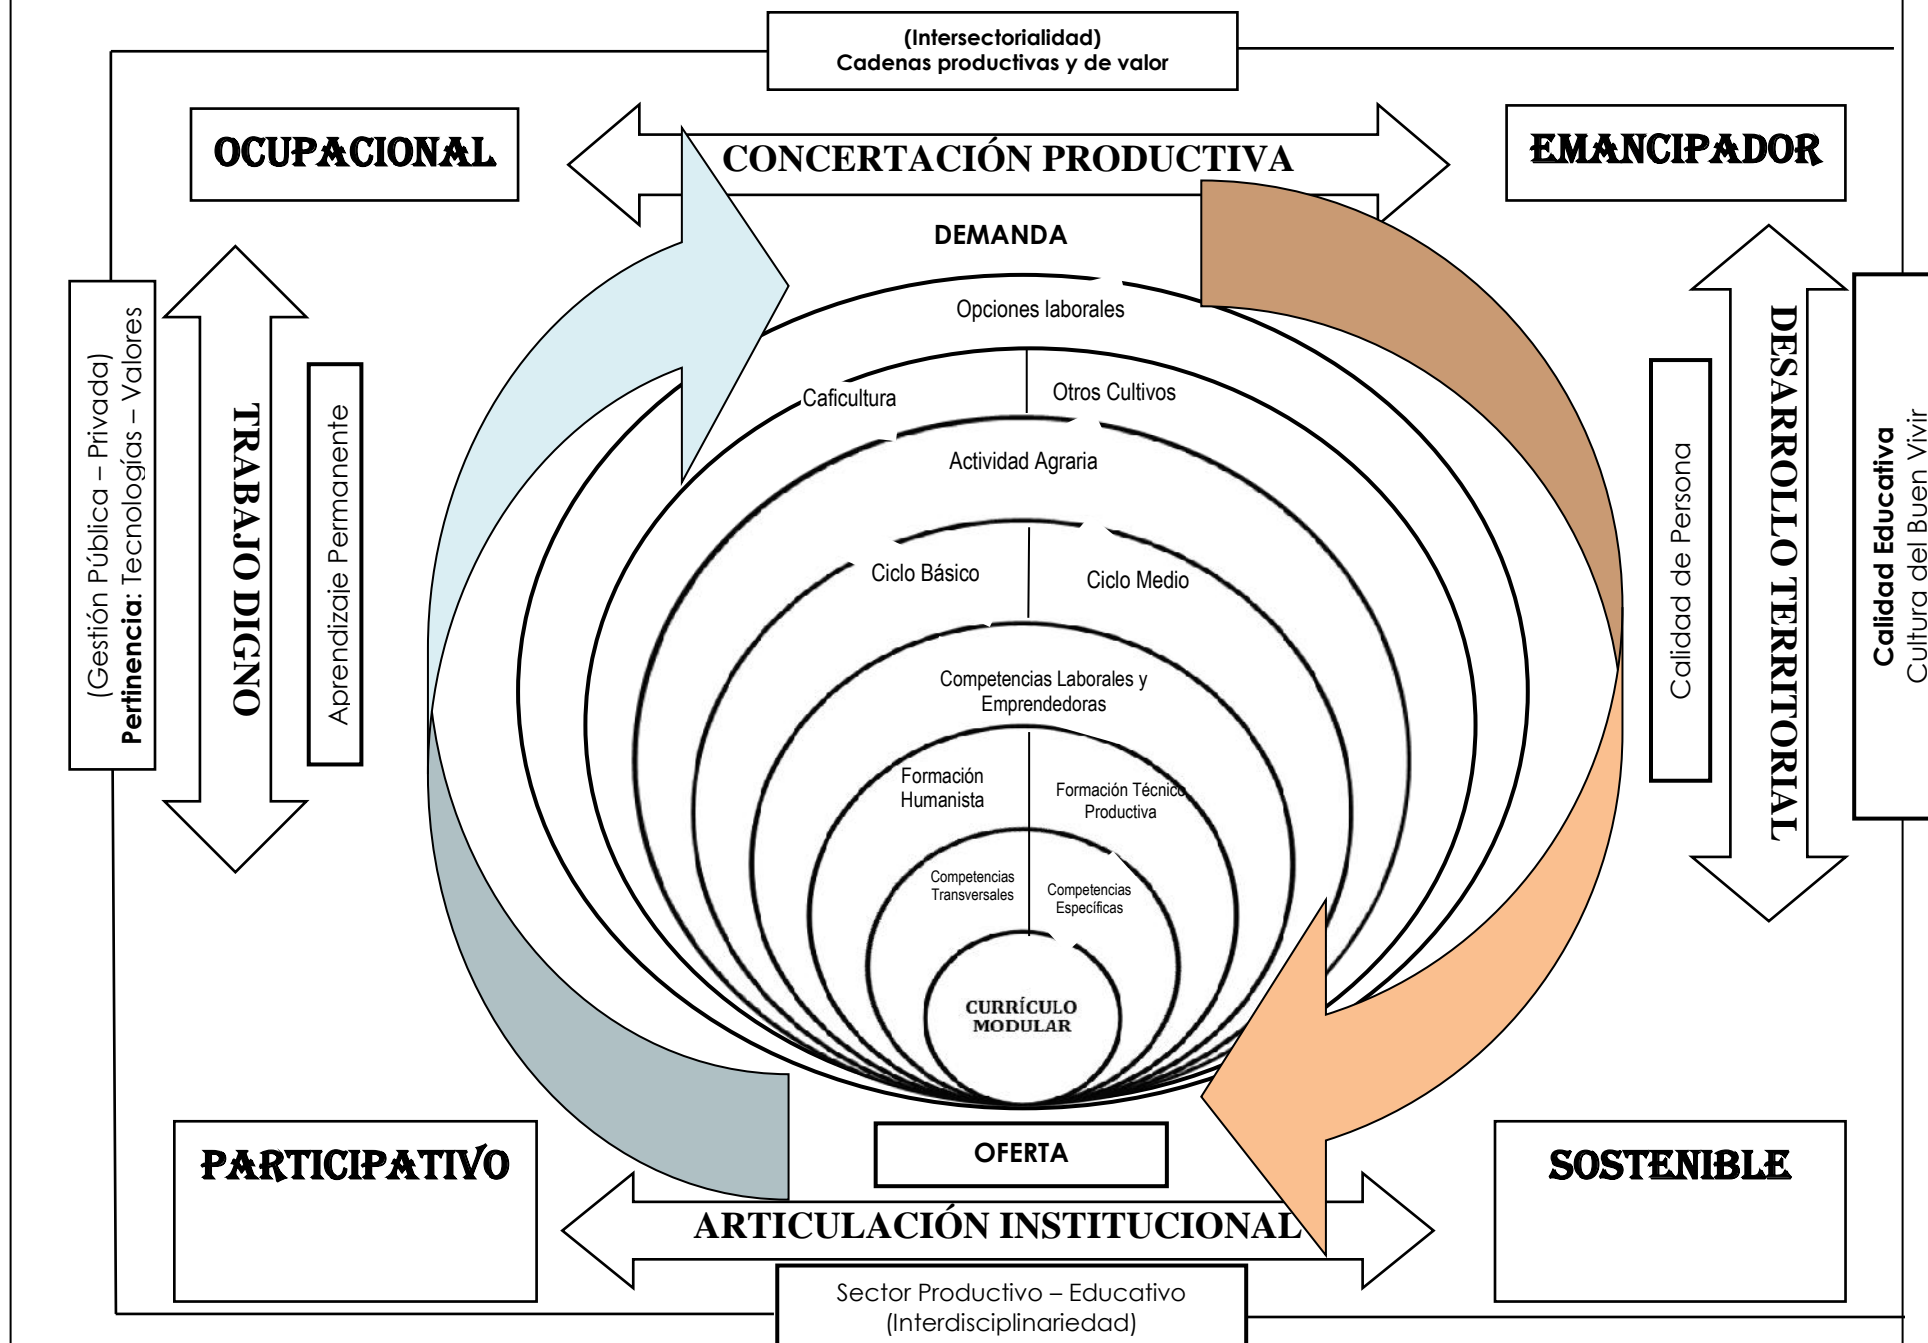 (Intersectorialidad)
Cadenas productivas y de valor
OCUPACIONAL
CONCERTACIÓN PRODUCTIVA
EMANCIPADOR
DEMANDA
(Gestión Pública – Privada)
Pertinencia: Tecnologías – Valores
TRABAJO DIGNO
Aprendizaje Permanente
Opciones laborales
Caficultura
Otros Cultivos
Actividad Agraria
Ciclo Básico
Ciclo Medio
Competencias Laborales y
Emprendedoras
Formación
Humanista
Formación Técnico
Productiva
Competencias
Transversales
Competencias
Específicas
CURRÍCULO
MODULAR
Calidad de Persona
DESARROLLO TERRITORIAL
Calidad Educativa
Cultura del Buen Vivir
PARTICIPATIVO
OFERTA
SOSTENIBLE
ARTICULACIÓN INSTITUCIONAL
Sector Productivo – Educativo
(Interdisciplinariedad)